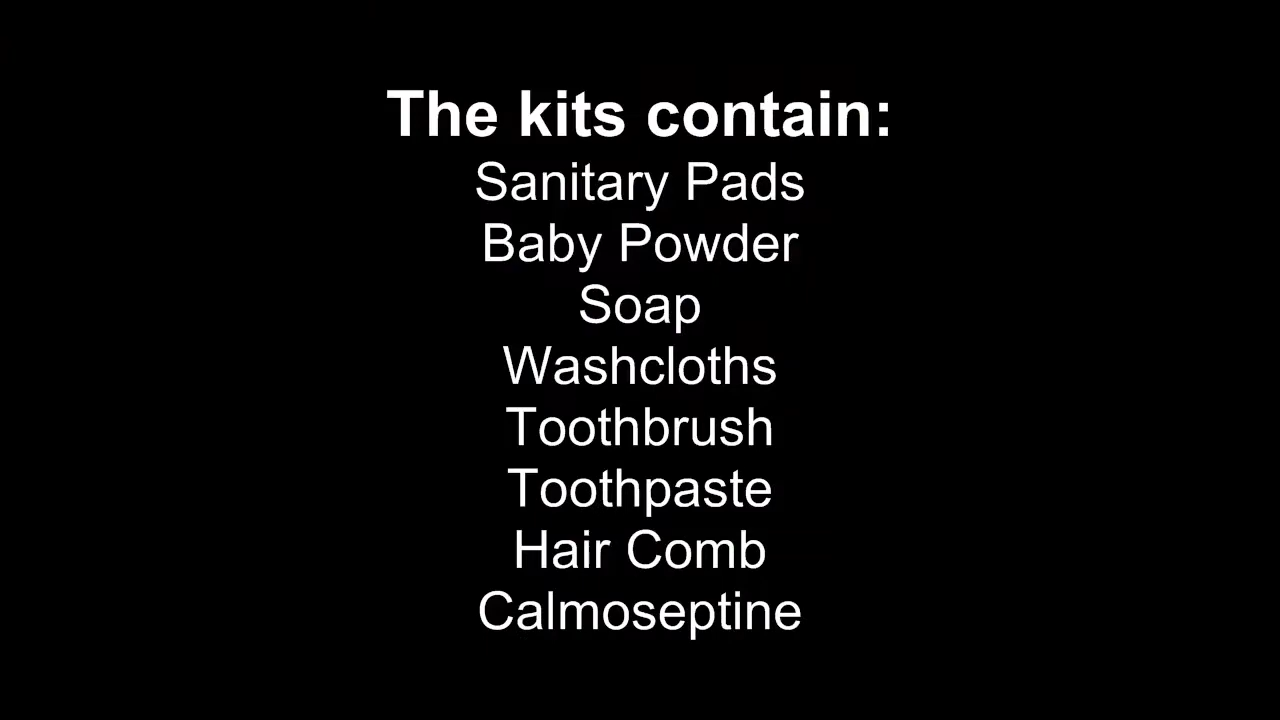 The kits contain:
Sanitary Pads
Baby Powder
Soap
Washcloths
Toothbrush
Toothpaste
Hair Comb
Calmoseptine